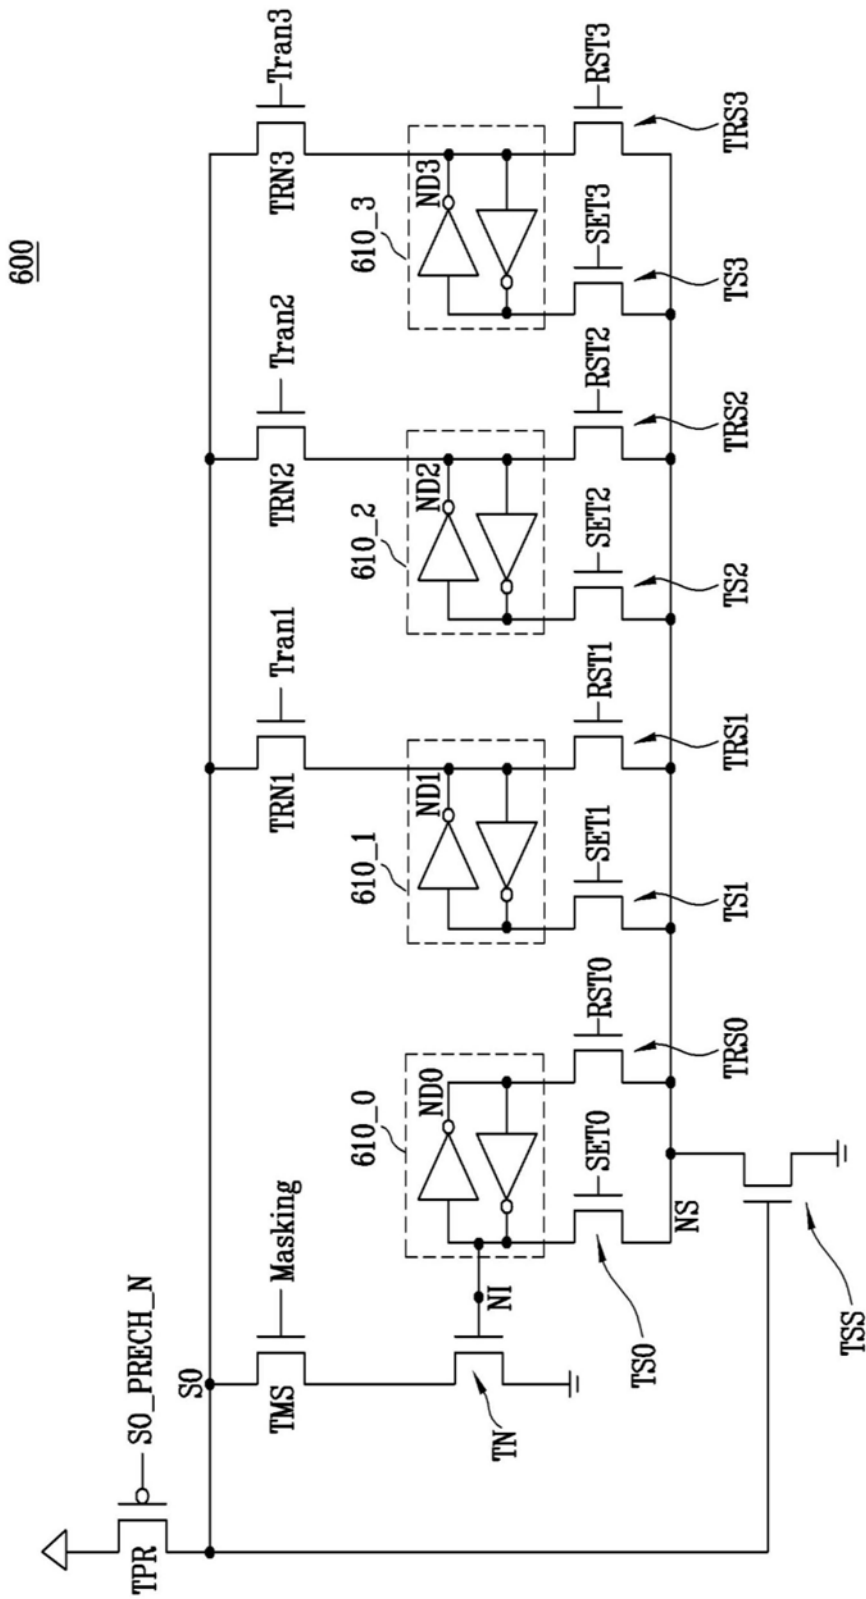 600
TPR
SO_PRECH_N
SO
TMS
Masking
TRN1
Tran1
TRN2
Tran2
TRN3
Tran3
610_0
610_1
610_2
610_3
ND0
ND1
ND2
ND3
TN
NI
SET0
RST0
SET1
RST1
SET2
RST2
SET3
RST3
TS0
NS
TRS0
TS1
TRS1
TS2
TRS2
TS3
TRS3
TSS